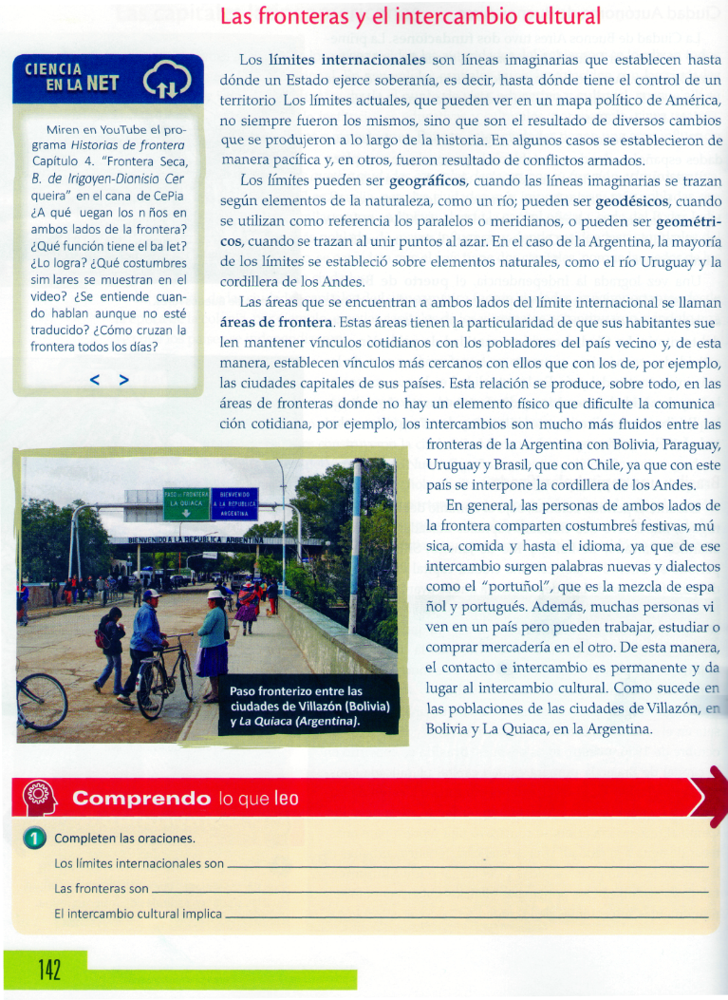 Las fronteras y el intercambio cultural
CIENCIA
EN LA NET
Miren en YouTube el pro-
grama Historias de frontera
Capítulo 4. "Frontera Seca,
B. de Irigoyen-Dionisio Cer
queira" en el cana de CePia
¿A qué uegan los n ños en
ambos lados de la frontera?
¿Qué función tiene el ba let?
¿Lo logra? ¿Qué costumbres
sim lares se muestran en el
video? ¿Se entiende cuan-
do hablan aunque no esté
traducido? ¿Cómo cruzan la
frontera todos los días?
< >
Los límites internacionales son líneas imaginarias que establecen hasta
dónde un Estado ejerce soberanía, es decir, hasta dónde tiene el control de un
territorio Los límites actuales, que pueden ver en un mapa político de América,
no siempre fueron los mismos, sino que son el resultado de diversos cambios
que se produjeron a lo largo de la historia. En algunos casos se establecieron de
manera pacífica y, en otros, fueron resultado de conflictos armados.
Los límites pueden ser geográficos, cuando las líneas imaginarias se trazan
según elementos de la naturaleza, como un río; pueden ser geodésicos, cuando
se utilizan como referencia los paralelos o meridianos, o pueden ser geométri-
cos, cuando se trazan al unir puntos al azar. En el caso de la Argentina, la mayoría
de los límites se estableció sobre elementos naturales, como el río Uruguay y la
cordillera de los Andes.
Las áreas que se encuentran a ambos lados del límite internacional se llaman
áreas de frontera. Estas áreas tienen la particularidad de que sus habitantes sue
len mantener vínculos cotidianos con los pobladores del país vecino y, de esta
manera, establecen vínculos más cercanos con ellos que con los de, por ejemplo,
las ciudades capitales de sus países. Esta relación se produce, sobre todo, en las
áreas de fronteras donde no hay un elemento físico que dificulte la comunica
ción cotidiana, por ejemplo, los intercambios son mucho más fluidos entre las
fronteras de la Argentina con Bolivia, Paraguay,
Uruguay y Brasil, que con Chile, ya que con este
país se interpone la cordillera de los Andes.
En general, las personas de ambos lados de
la frontera comparten costumbres festivas, mú
sica, comida y hasta el idioma, ya que de ese
intercambio surgen palabras nuevas y dialectos
como el "portuñol", que es la mezcla de espa
ñol y portugués. Además, muchas personas vi
ven en un país pero pueden trabajar, estudiar o
comprar mercadería en el otro. De esta manera,
el contacto e intercambio es permanente y da
lugar al intercambio cultural. Como sucede en
las poblaciones de las ciudades de Villazón, en
Bolivia y La Quiaca, en la Argentina.
PASO DE FRONTERA
LA QUIACA
BIENVENIDO
A LA REPUBLICA
ARGENTINA
BIENVENIDO A LA REPUBLICA ARGENTINA
Paso fronterizo entre las
ciudades de Villazón (Bolivia)
y La Quiaca (Argentina).
Comprendo lo que leo
1 Completen las oraciones.
Los límites internacionales son
Las fronteras son
El intercambio cultural implica
142